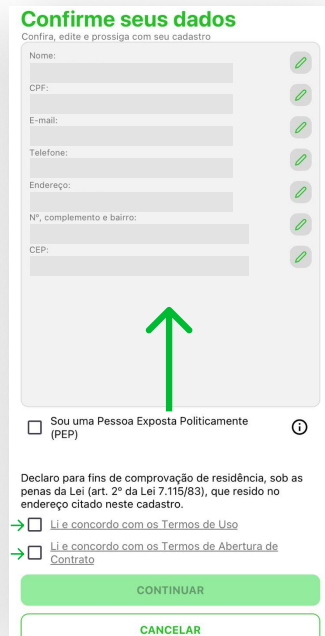 Confirme seus dados
Confira, edite e prossiga com seu cadastro
Nome:
CPF:
E-mail:
Telefone:
Endereço:
Nº, complemento e bairro:
CEP:
Sou uma Pessoa Exposta Politicamente
(PEP)
Declaro para fins de comprovação de residência, sob as
penas da Lei (art. 2º da Lei 7.115/83), que resido no
endereço citado neste cadastro.
Li e concordo com os Termos de Uso
Li e concordo com os Termos de Abertura de
Contrato
CONTINUAR
CANCELAR